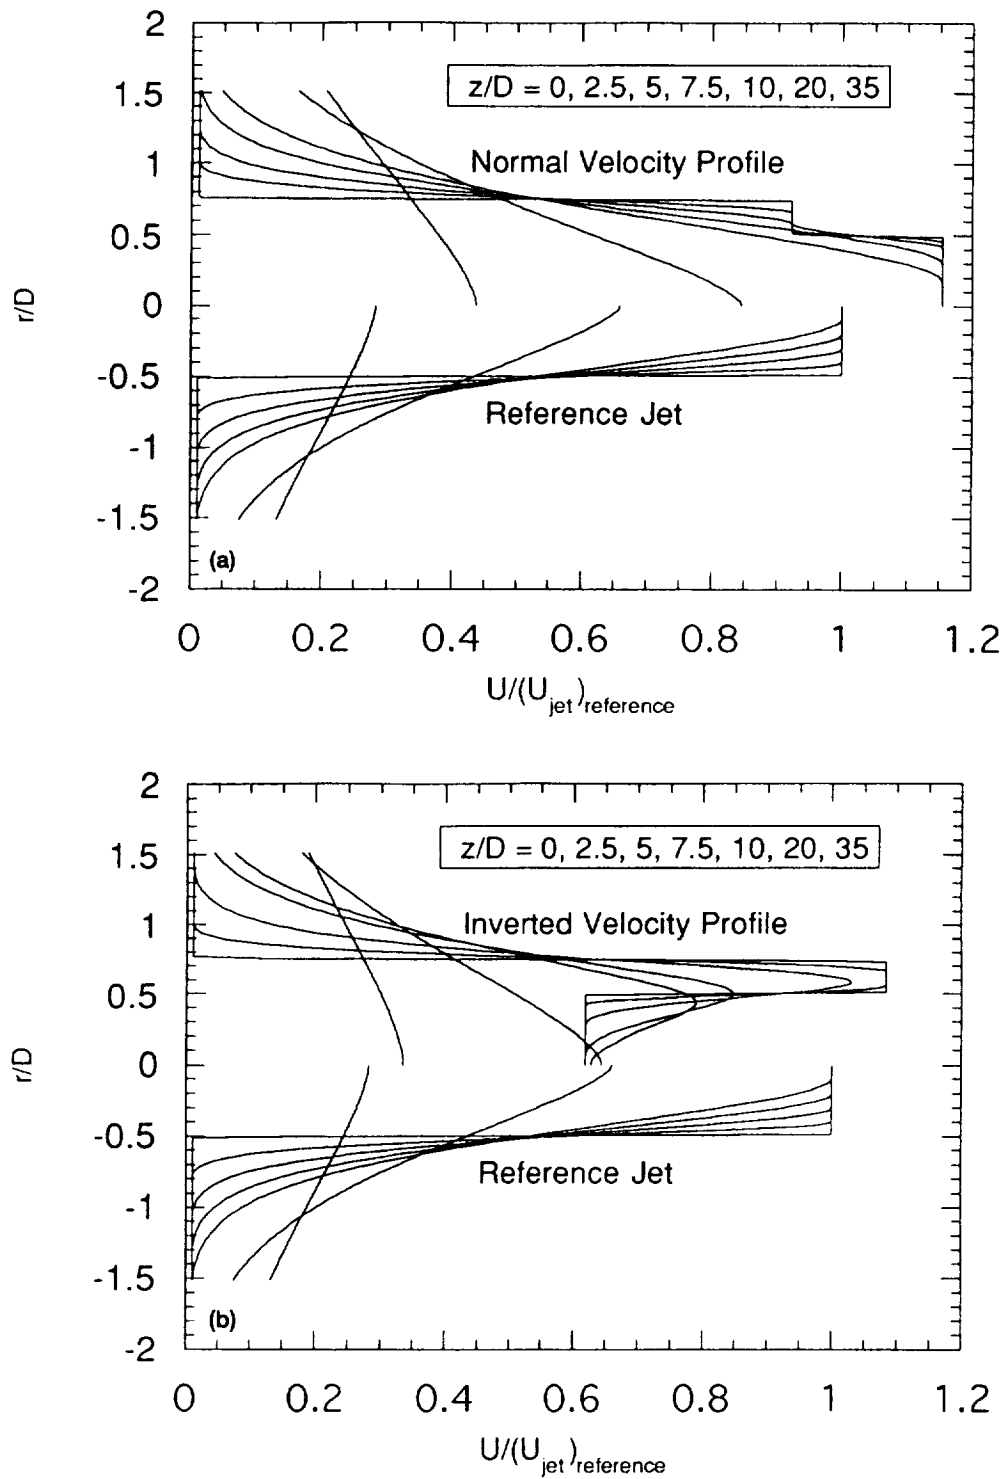 2
1.5
1
0.5
0
-0.5
-1
-1.5
-2
r/D
z/D = 0, 2.5, 5, 7.5, 10, 20, 35
Normal Velocity Profile
Reference Jet
(a)
0 0.2 0.4 0.6 0.8 1 1.2
U/(Ujet)reference
2
1.5
1
0.5
0
-0.5
-1
-1.5
-2
r/D
z/D = 0, 2.5, 5, 7.5, 10, 20, 35
Inverted Velocity Profile
Reference Jet
(b)
0 0.2 0.4 0.6 0.8 1 1.2
U/(Ujet)reference